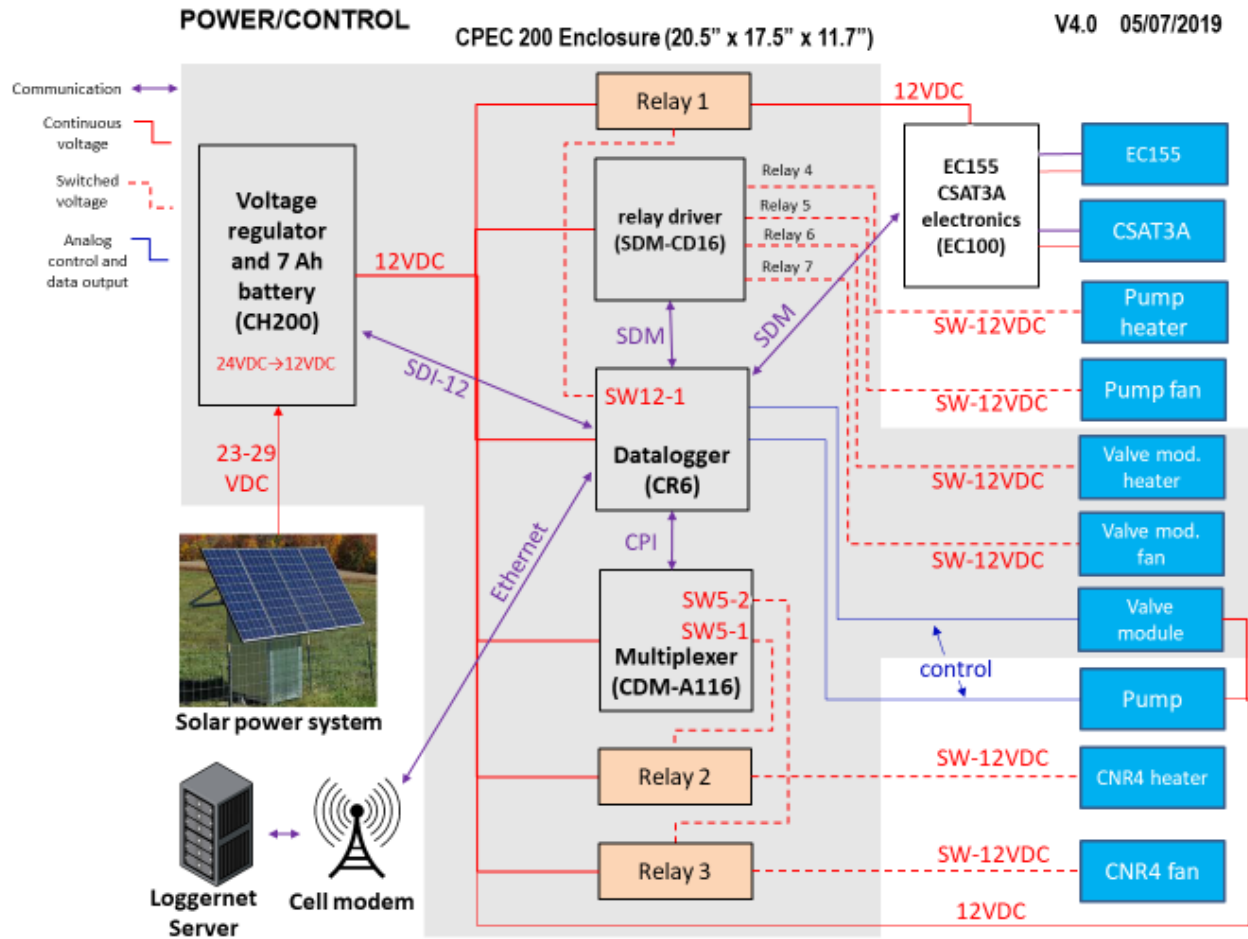 POWER/CONTROL
CPEC 200 Enclosure (20.5” x 17.5” x 11.7”)
V4.0 05/07/2019
Communication
Continuous
voltage
Switched
voltage
Analog
control and
data output
Voltage
regulator
and 7 Ah
battery
(CH200)
24VDC→12VDC
12VDC
23-29
VDC
Solar power system
Loggernet
Server
Cell modem
Ethernet
SDI-12
Relay 1
relay driver
(SDM-CD16)
Relay 4
Relay 5
Relay 6
Relay 7
SDM
SDM
SW12-1
Datalogger
(CR6)
CPI
SW5-2
SW5-1
Multiplexer
(CDM-A116)
Relay 2
Relay 3
12VDC
EC155
CSAT3A
electronics
(EC100)
EC155
CSAT3A
Pump
heater
SW-12VDC
Pump fan
SW-12VDC
Valve mod.
heater
SW-12VDC
Valve mod.
fan
SW-12VDC
Valve
module
control
Pump
SW-12VDC
CNR4 heater
SW-12VDC
CNR4 fan
12VDC